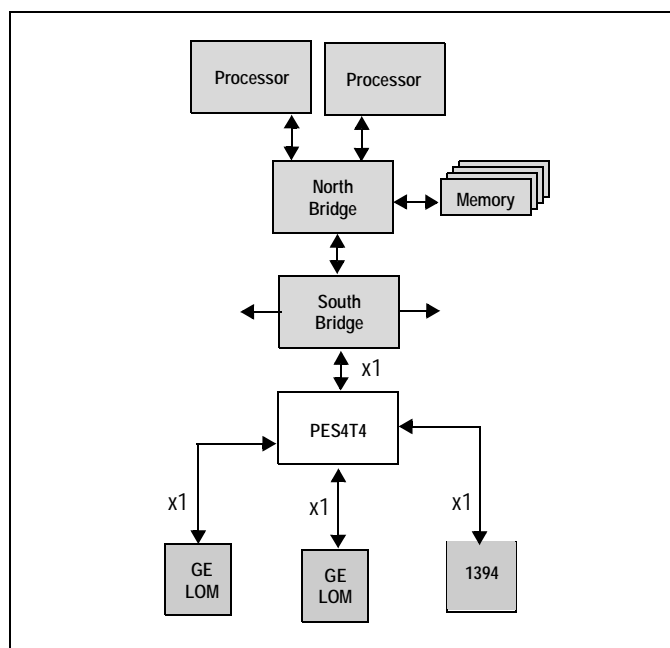 Processor
Processor
North
Bridge
Memory
South
Bridge
x1
PES4T4
x1
x1
x1
GE
LOM
GE
LOM
1394